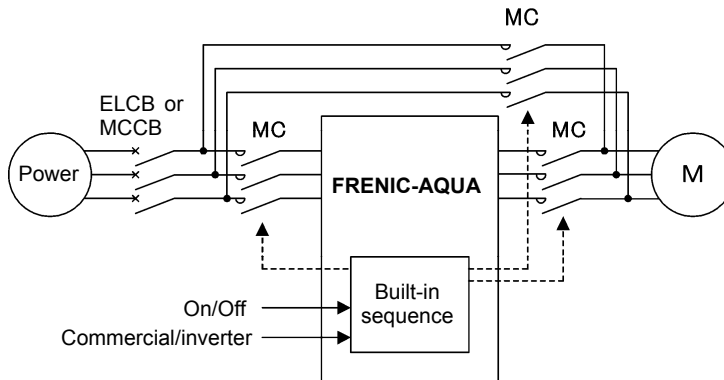 MC
ELCB or
MCCB
MC
MC
Power
FRENIC-AQUA
M
Built-in
sequence
On/Off
Commercial/inverter